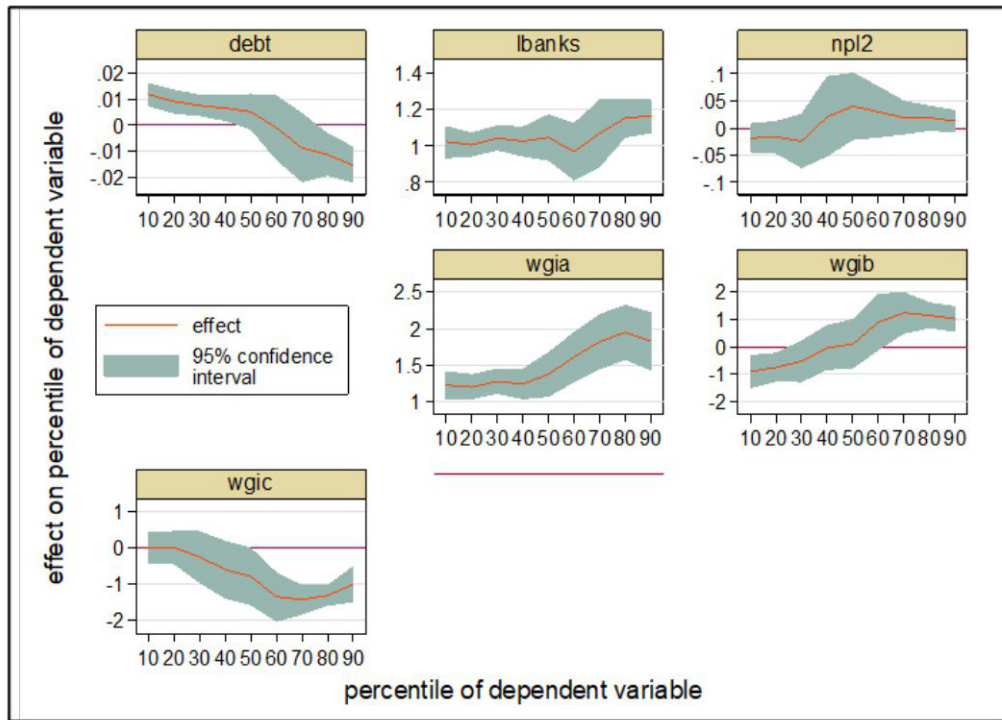 debt
lbanks
npl2
.02
.01
0
-.01
-.02
1.4
1.2
1
.8
.1
.05
0
-.05
-.1
10 20 30 40 50 60 70 80 90
10 20 30 40 50 60 70 80 90
10 20 30 40 50 60 70 80 90
effect on percentile of dependent variable
effect
95% confidence
interval
wgia
wgib
2.5
2
1.5
1
2
1
0
-1
-2
10 20 30 40 50 60 70 80 90
10 20 30 40 50 60 70 80 90
wgic
1
0
-1
-2
10 20 30 40 50 60 70 80 90
percentile of dependent variable